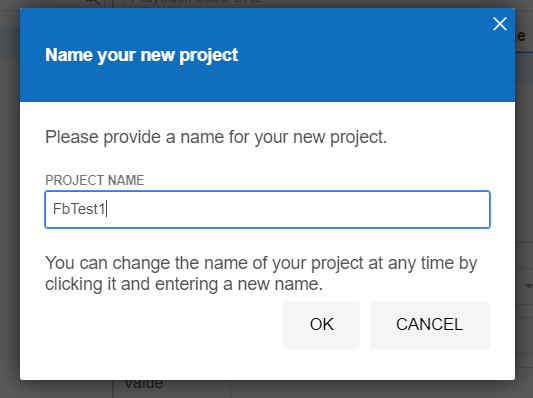 Name your new project
Please provide a name for your new project.
PROJECT NAME
FbTest1
You can change the name of your project at any time by
clicking it and entering a new name.
OK CANCEL
Value